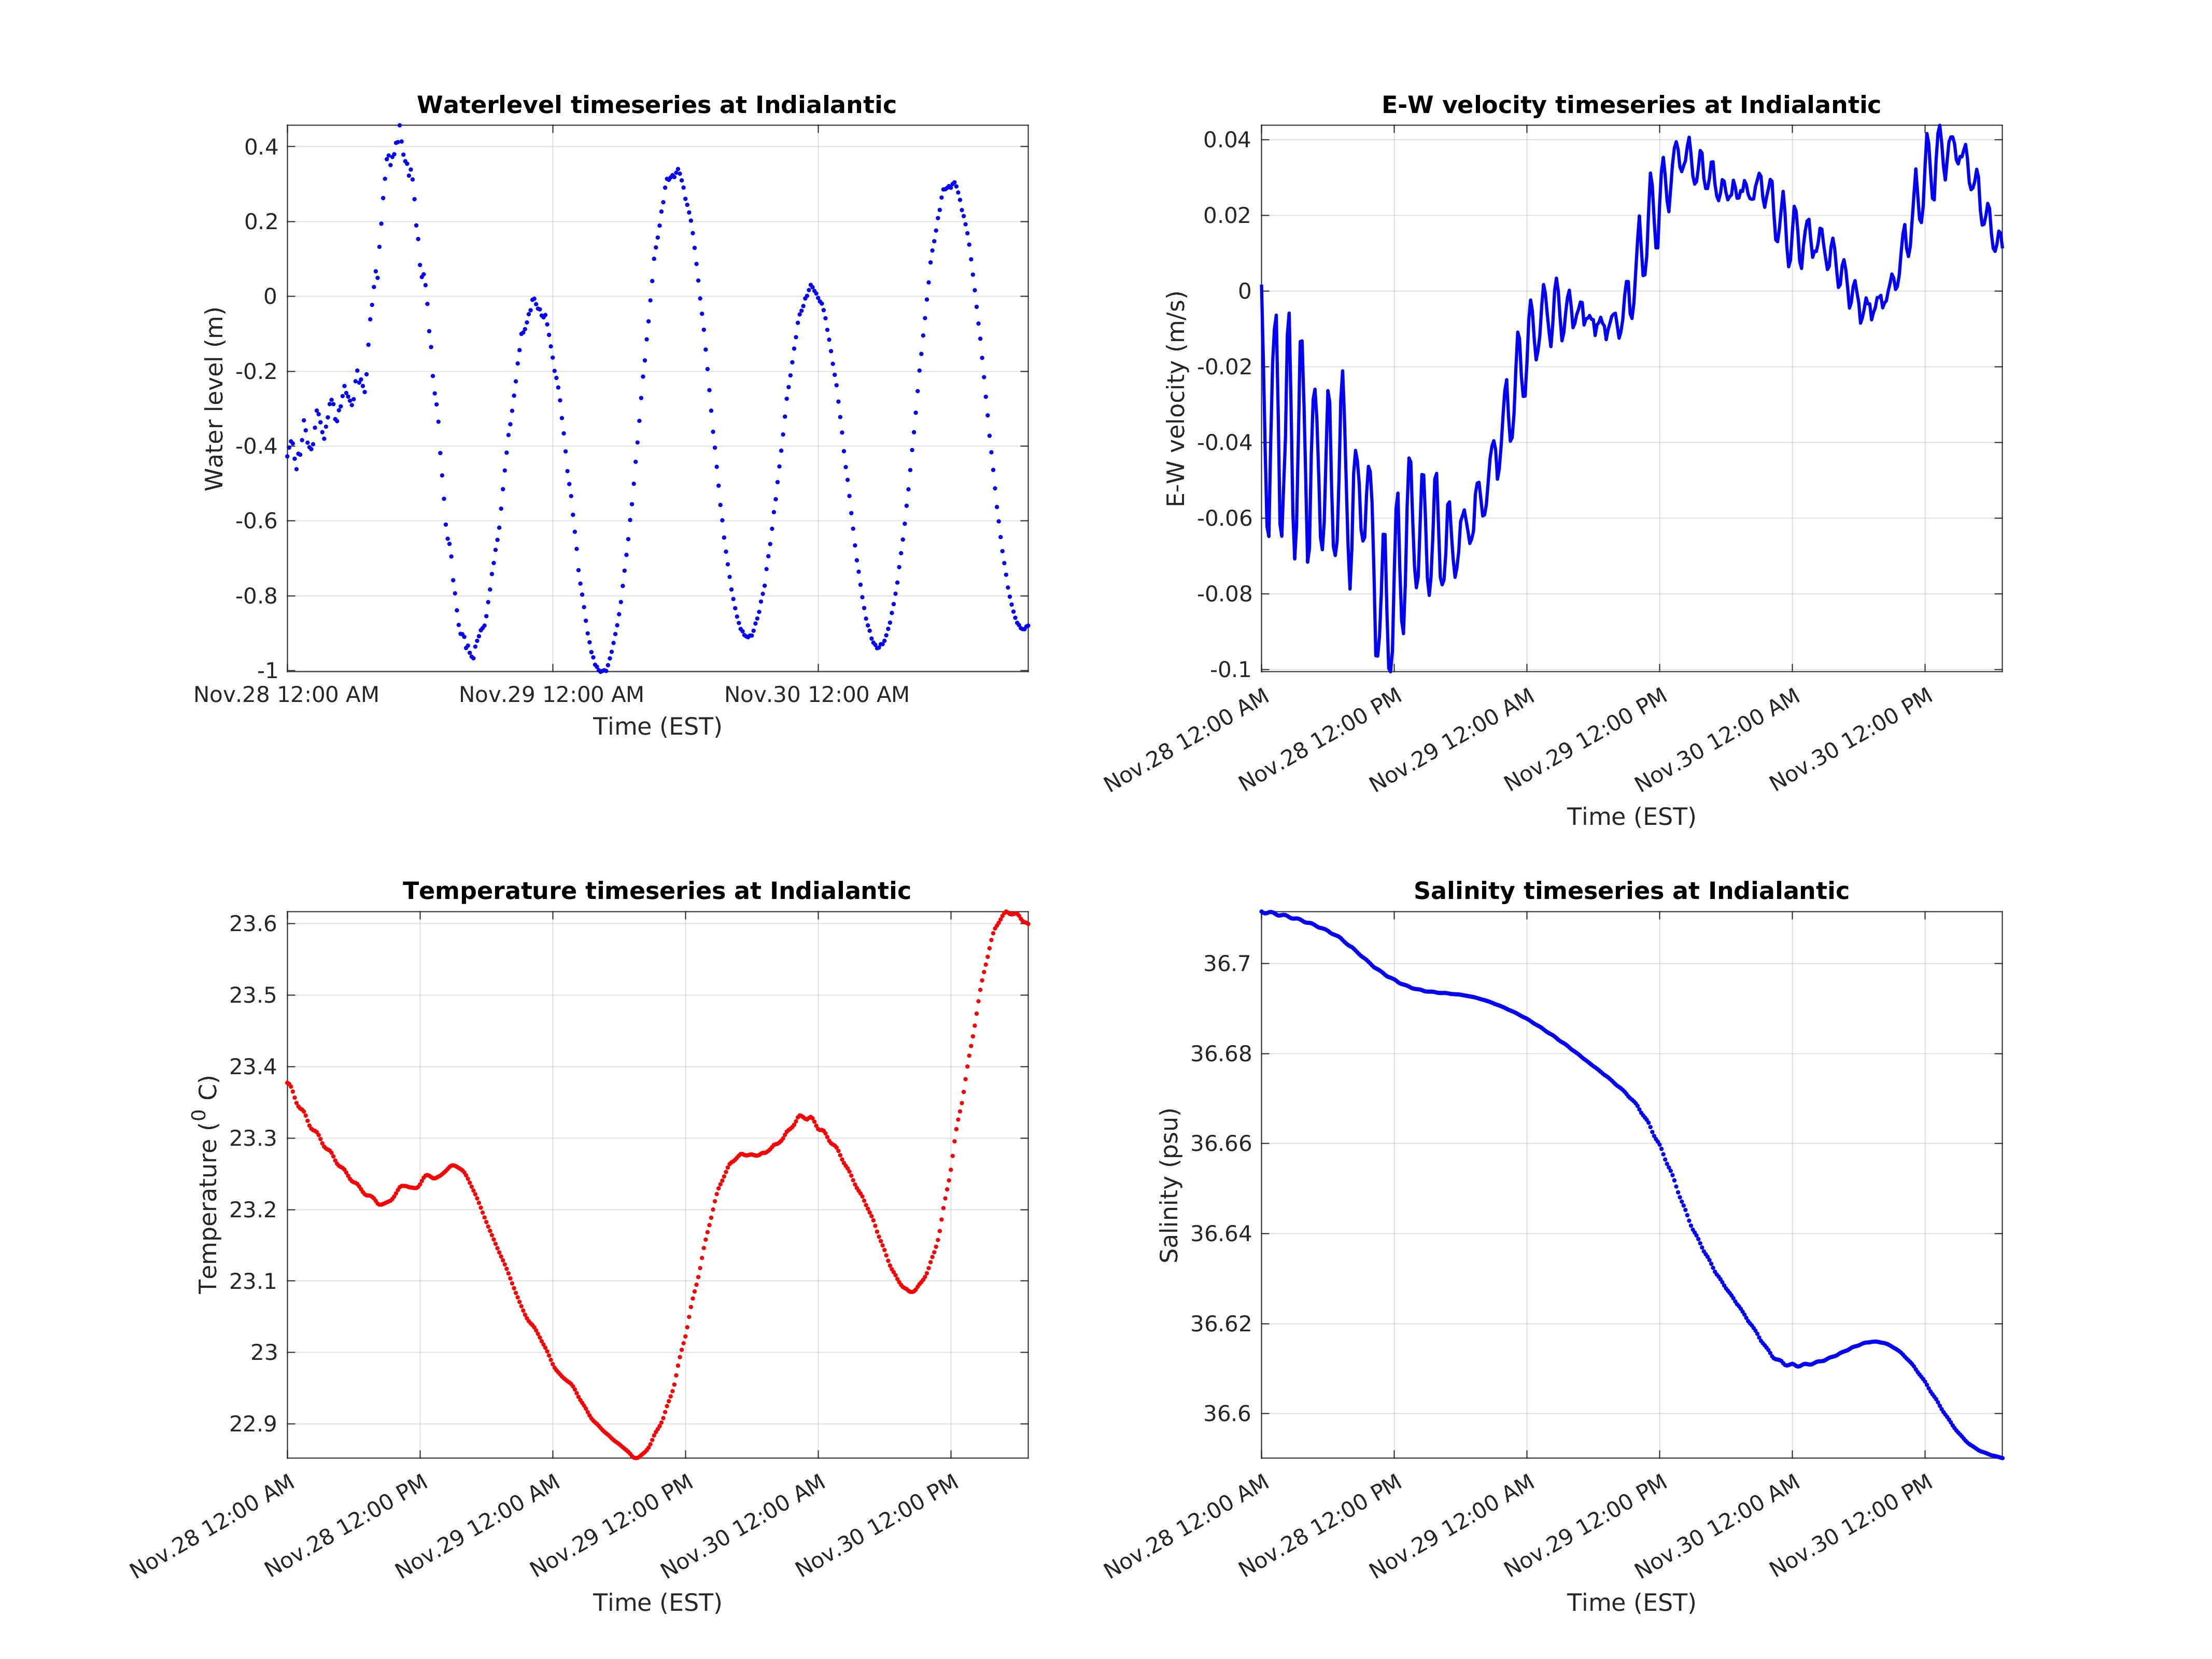 Waterlevel timeseries at Indialantic
0.4
0.2
0
-0.2
-0.4
-0.6
-0.8
-1
Water level (m)
Nov.28 12:00 AM
Nov.29 12:00 AM
Nov.30 12:00 AM
Time (EST)
E-W velocity timeseries at Indialantic
0.04
0.02
0
-0.02
-0.04
-0.06
-0.08
-0.1
E-W velocity (m/s)
Nov.28 12:00 AM
Nov.28 12:00 PM
Nov.29 12:00 AM
Nov.29 12:00 PM
Nov.30 12:00 AM
Nov.30 12:00 PM
Time (EST)
Temperature timeseries at Indialantic
23.6
23.5
23.4
23.3
23.2
23.1
23
22.9
Temperature (⁰ C)
Nov.28 12:00 AM
Nov.28 12:00 PM
Nov.29 12:00 AM
Nov.29 12:00 PM
Nov.30 12:00 AM
Nov.30 12:00 PM
Time (EST)
Salinity timeseries at Indialantic
36.7
36.68
36.66
36.64
36.62
36.6
Salinity (psu)
Nov.28 12:00 AM
Nov.28 12:00 PM
Nov.29 12:00 AM
Nov.29 12:00 PM
Nov.30 12:00 AM
Nov.30 12:00 PM
Time (EST)